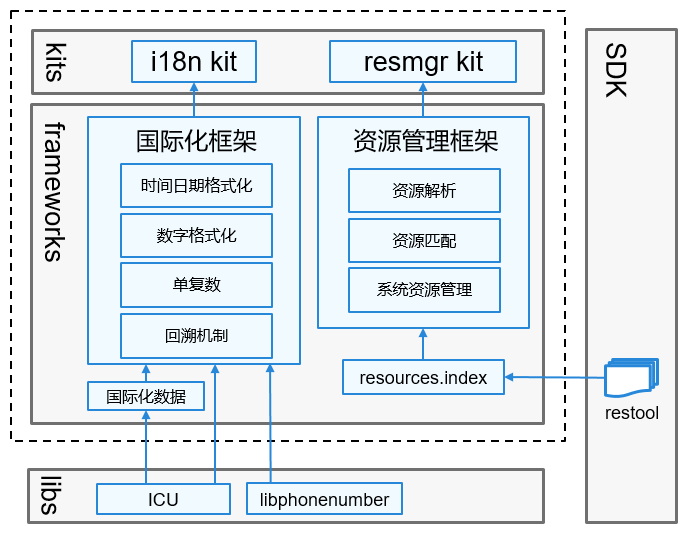 kits
i18n kit
resmgr kit
SDK
frameworks
国际化框架
时间日期格式化
数字格式化
单复数
回溯机制
国际化数据
资源管理框架
资源解析
资源匹配
系统资源管理
resources.index
restool
libs
ICU
libphonenumber